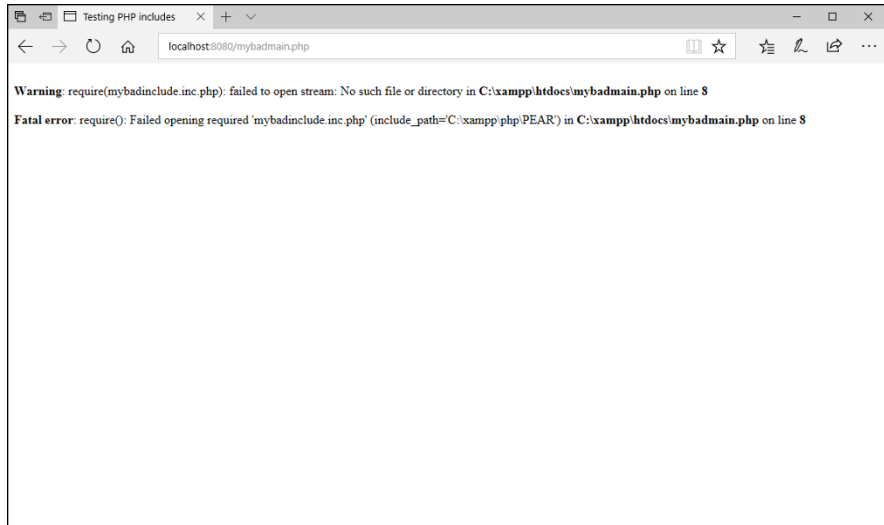 Testing PHP includes
localhost:8080/mybadmain.php
Warning: require(mybadinclude.inc.php): failed to open stream: No such file or directory in C:\xampp\htdocs\mybadmain.php on line 8
Fatal error: require(): Failed opening required 'mybadinclude.inc.php' (include_path='C:\xampp\php\PEAR') in C:\xampp\htdocs\mybadmain.php on line 8